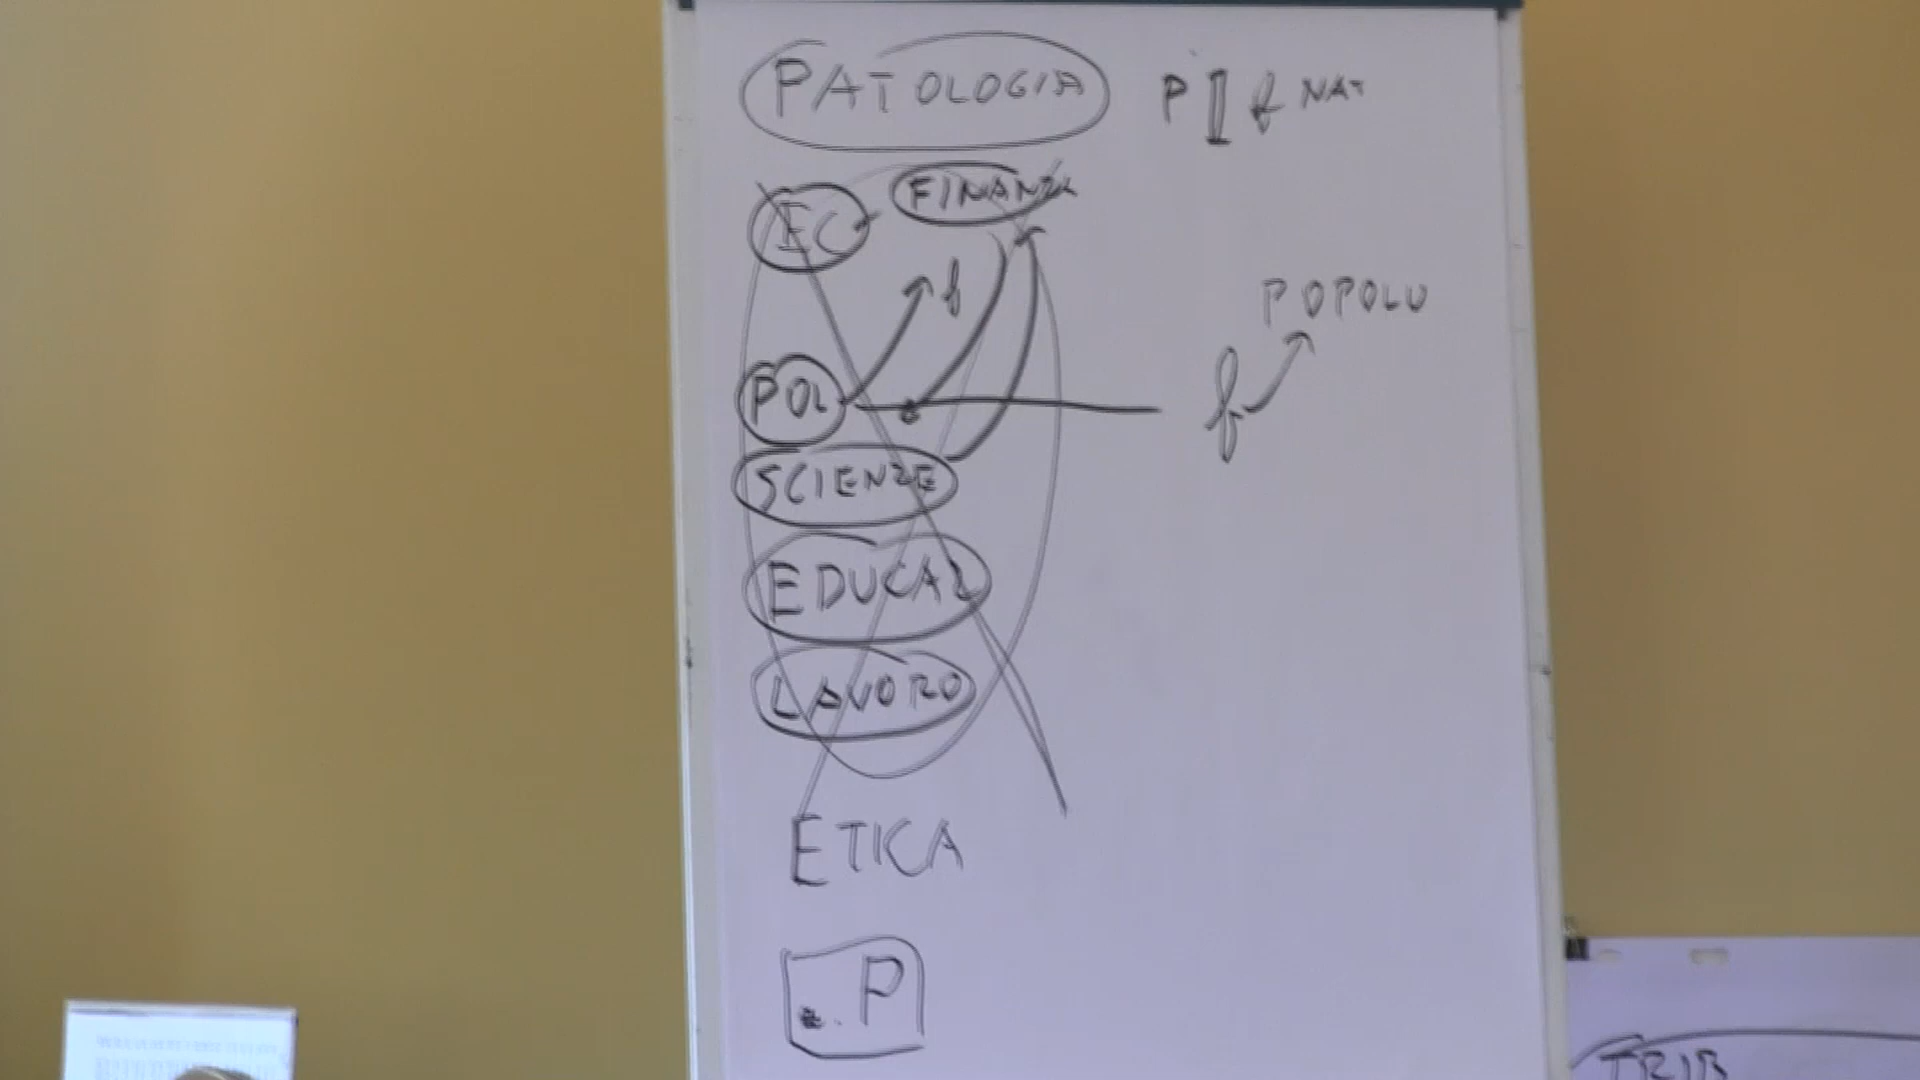 PATOLOGIA P f NAT
EC FINANZA
f
POPOLO
POL f
SCIENZE
EDUCAZ
LAVORO
ETICA
. P
TRIB